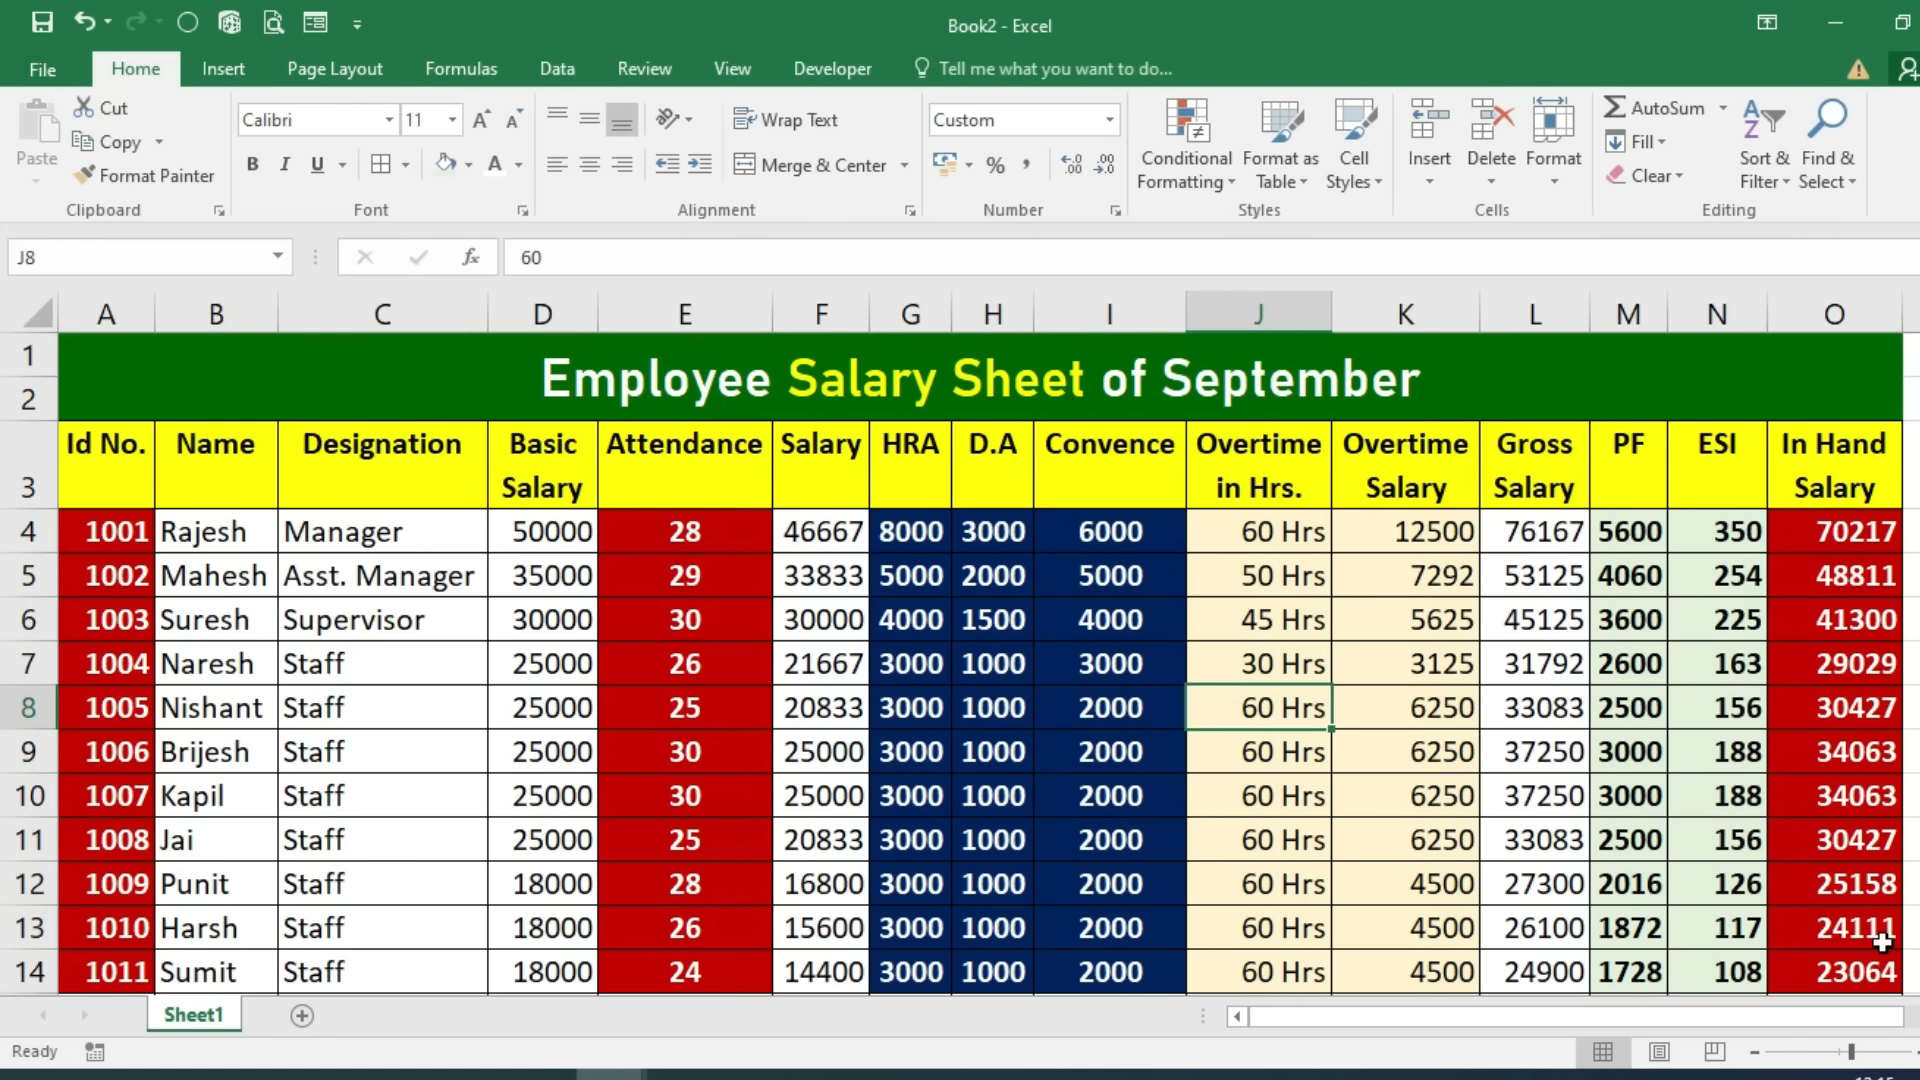 Book2 - Excel
File Home Insert Page Layout Formulas Data Review View Developer Tell me what you want to do...
Paste Cut Copy Format Painter
Clipboard
Calibri 11
B I U A
Font
Wrap Text
Merge & Center
Alignment
Custom
% ,
Number
Conditional Formatting Format as Table Cell Styles
Styles
Insert Delete Format
Cells
AutoSum Fill Clear
Sort & Filter Find & Select
Editing
J8 fx 60
A B C D E F G H I J K L M N O
1
2
Employee Salary Sheet of September
3 Id No. Name Designation Basic Salary Attendance Salary HRA D.A Convence Overtime in Hrs. Overtime Salary Gross Salary PF ESI In Hand Salary
4 1001 Rajesh Manager 50000 28 46667 8000 3000 6000 60 Hrs 12500 76167 5600 350 70217
5 1002 Mahesh Asst. Manager 35000 29 33833 5000 2000 5000 50 Hrs 7292 53125 4060 254 48811
6 1003 Suresh Supervisor 30000 30 30000 4000 1500 4000 45 Hrs 5625 45125 3600 225 41300
7 1004 Naresh Staff 25000 26 21667 3000 1000 3000 30 Hrs 3125 31792 2600 163 29029
8 1005 Nishant Staff 25000 25 20833 3000 1000 2000 60 Hrs 6250 33083 2500 156 30427
9 1006 Brijesh Staff 25000 30 25000 3000 1000 2000 60 Hrs 6250 37250 3000 188 34063
10 1007 Kapil Staff 25000 30 25000 3000 1000 2000 60 Hrs 6250 37250 3000 188 34063
11 1008 Jai Staff 25000 25 20833 3000 1000 2000 60 Hrs 6250 33083 2500 156 30427
12 1009 Punit Staff 18000 28 16800 3000 1000 2000 60 Hrs 4500 27300 2016 126 25158
13 1010 Harsh Staff 18000 26 15600 3000 1000 2000 60 Hrs 4500 26100 1872 117 24111
14 1011 Sumit Staff 18000 24 14400 3000 1000 2000 60 Hrs 4500 24900 1728 108 23064
Sheet1
Ready